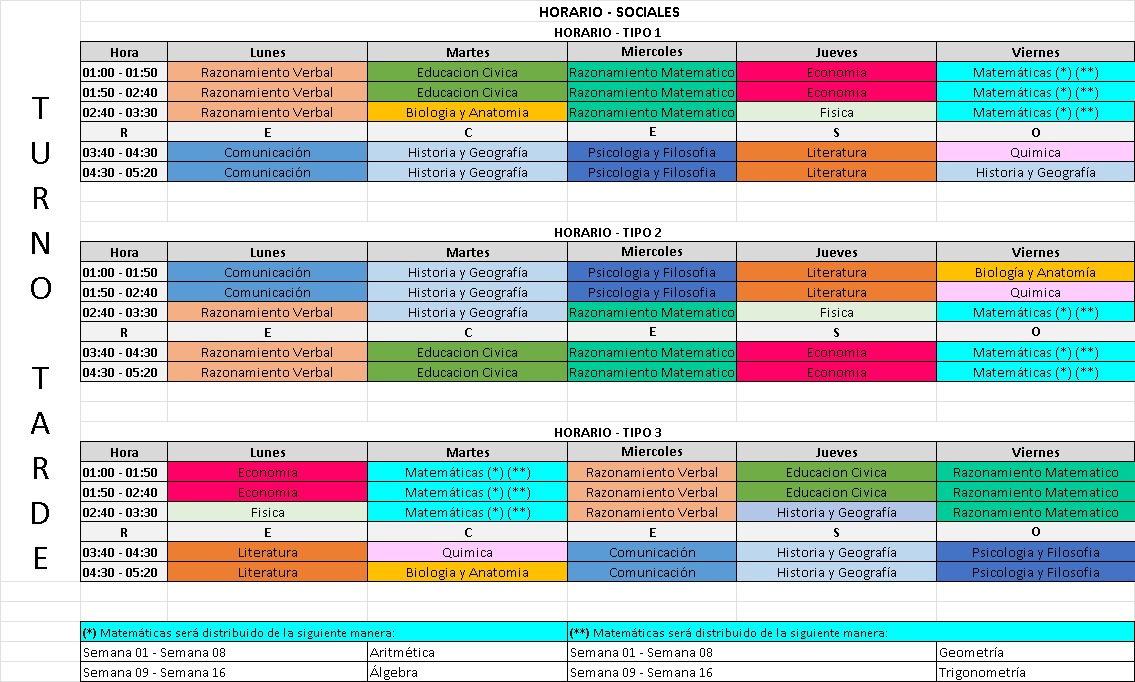 HORARIO - SOCIALES
TURNO TARDE
HORARIO - TIPO 1
Hora Lunes Martes Miercoles Jueves Viernes
01:00 - 01:50 Razonamiento Verbal Educacion Civica Razonamiento Matematico Economia Matemáticas (*) (**)
01:50 - 02:40 Razonamiento Verbal Educacion Civica Razonamiento Matematico Economia Matemáticas (*) (**)
02:40 - 03:30 Razonamiento Verbal Biologia y Anatomia Razonamiento Matematico Fisica Matemáticas (*) (**)
R E C E S O
03:40 - 04:30 Comunicación Historia y Geografía Psicologia y Filosofia Literatura Quimica
04:30 - 05:20 Comunicación Historia y Geografía Psicologia y Filosofia Literatura Historia y Geografía
HORARIO - TIPO 2
Hora Lunes Martes Miercoles Jueves Viernes
01:00 - 01:50 Comunicación Historia y Geografía Psicologia y Filosofia Literatura Biología y Anatomía
01:50 - 02:40 Comunicación Historia y Geografía Psicologia y Filosofia Literatura Quimica
02:40 - 03:30 Razonamiento Verbal Historia y Geografía Razonamiento Matematico Fisica Matemáticas (*) (**)
R E C E S O
03:40 - 04:30 Razonamiento Verbal Educacion Civica Razonamiento Matematico Economia Matemáticas (*) (**)
04:30 - 05:20 Razonamiento Verbal Educacion Civica Razonamiento Matematico Economia Matemáticas (*) (**)
HORARIO - TIPO 3
Hora Lunes Martes Miercoles Jueves Viernes
01:00 - 01:50 Economia Matemáticas (*) (**) Razonamiento Verbal Educacion Civica Razonamiento Matematico
01:50 - 02:40 Economia Matemáticas (*) (**) Razonamiento Verbal Educacion Civica Razonamiento Matematico
02:40 - 03:30 Fisica Matemáticas (*) (**) Razonamiento Verbal Historia y Geografía Razonamiento Matematico
R E C E S O
03:40 - 04:30 Literatura Quimica Comunicación Historia y Geografía Psicologia y Filosofia
04:30 - 05:20 Literatura Biologia y Anatomia Comunicación Historia y Geografía Psicologia y Filosofia
(*) Matemáticas será distribuido de la siguiente manera: (**) Matemáticas será distribuido de la siguiente manera:
Semana 01 - Semana 08 Aritmética Semana 01 - Semana 08 Geometría
Semana 09 - Semana 16 Álgebra Semana 09 - Semana 16 Trigonometría